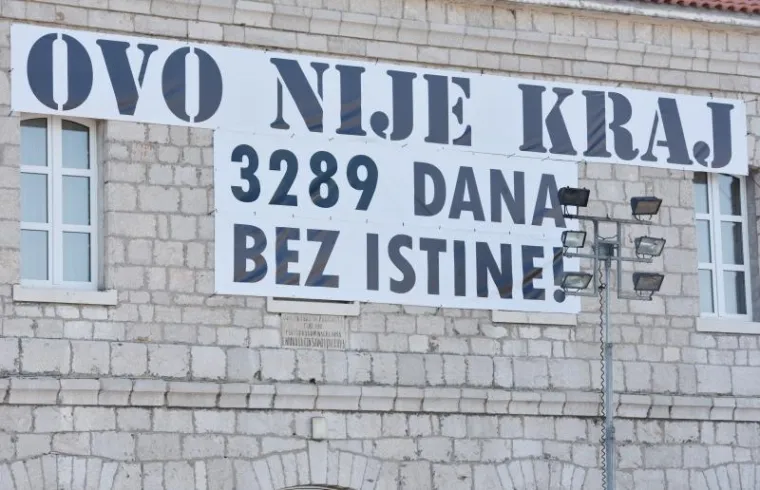 OVO NIJE KRAJ
3289 DANA
BEZ ISTINE!